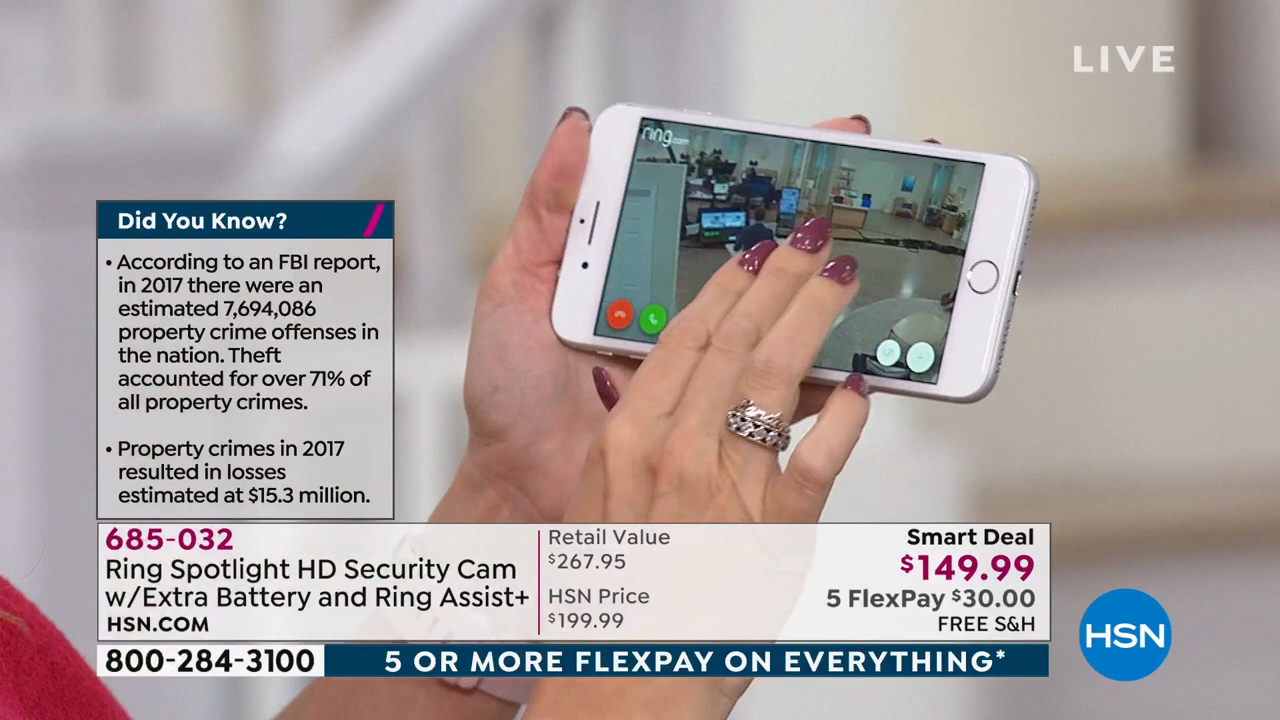 LIVE
ring.com
Did You Know?
• According to an FBI report,
in 2017 there were an
estimated 7,694,086
property crime offenses in
the nation. Theft
accounted for over 71% of
all property crimes.
• Property crimes in 2017
resulted in losses
estimated at $15.3 million.
685-032
Ring Spotlight HD Security Cam
w/Extra Battery and Ring Assist+
HSN.COM
Retail Value
$267.95
HSN Price
$199.99
Smart Deal
$149.99
5 FlexPay $30.00
FREE S&H
HSN
800-284-3100
5 OR MORE FLEXPAY ON EVERYTHING*